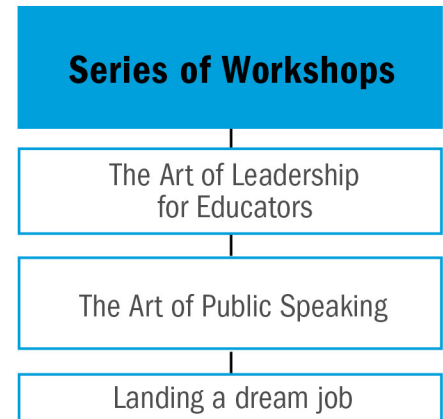 Series of Workshops
The Art of Leadership
for Educators
The Art of Public Speaking
Landing a dream job